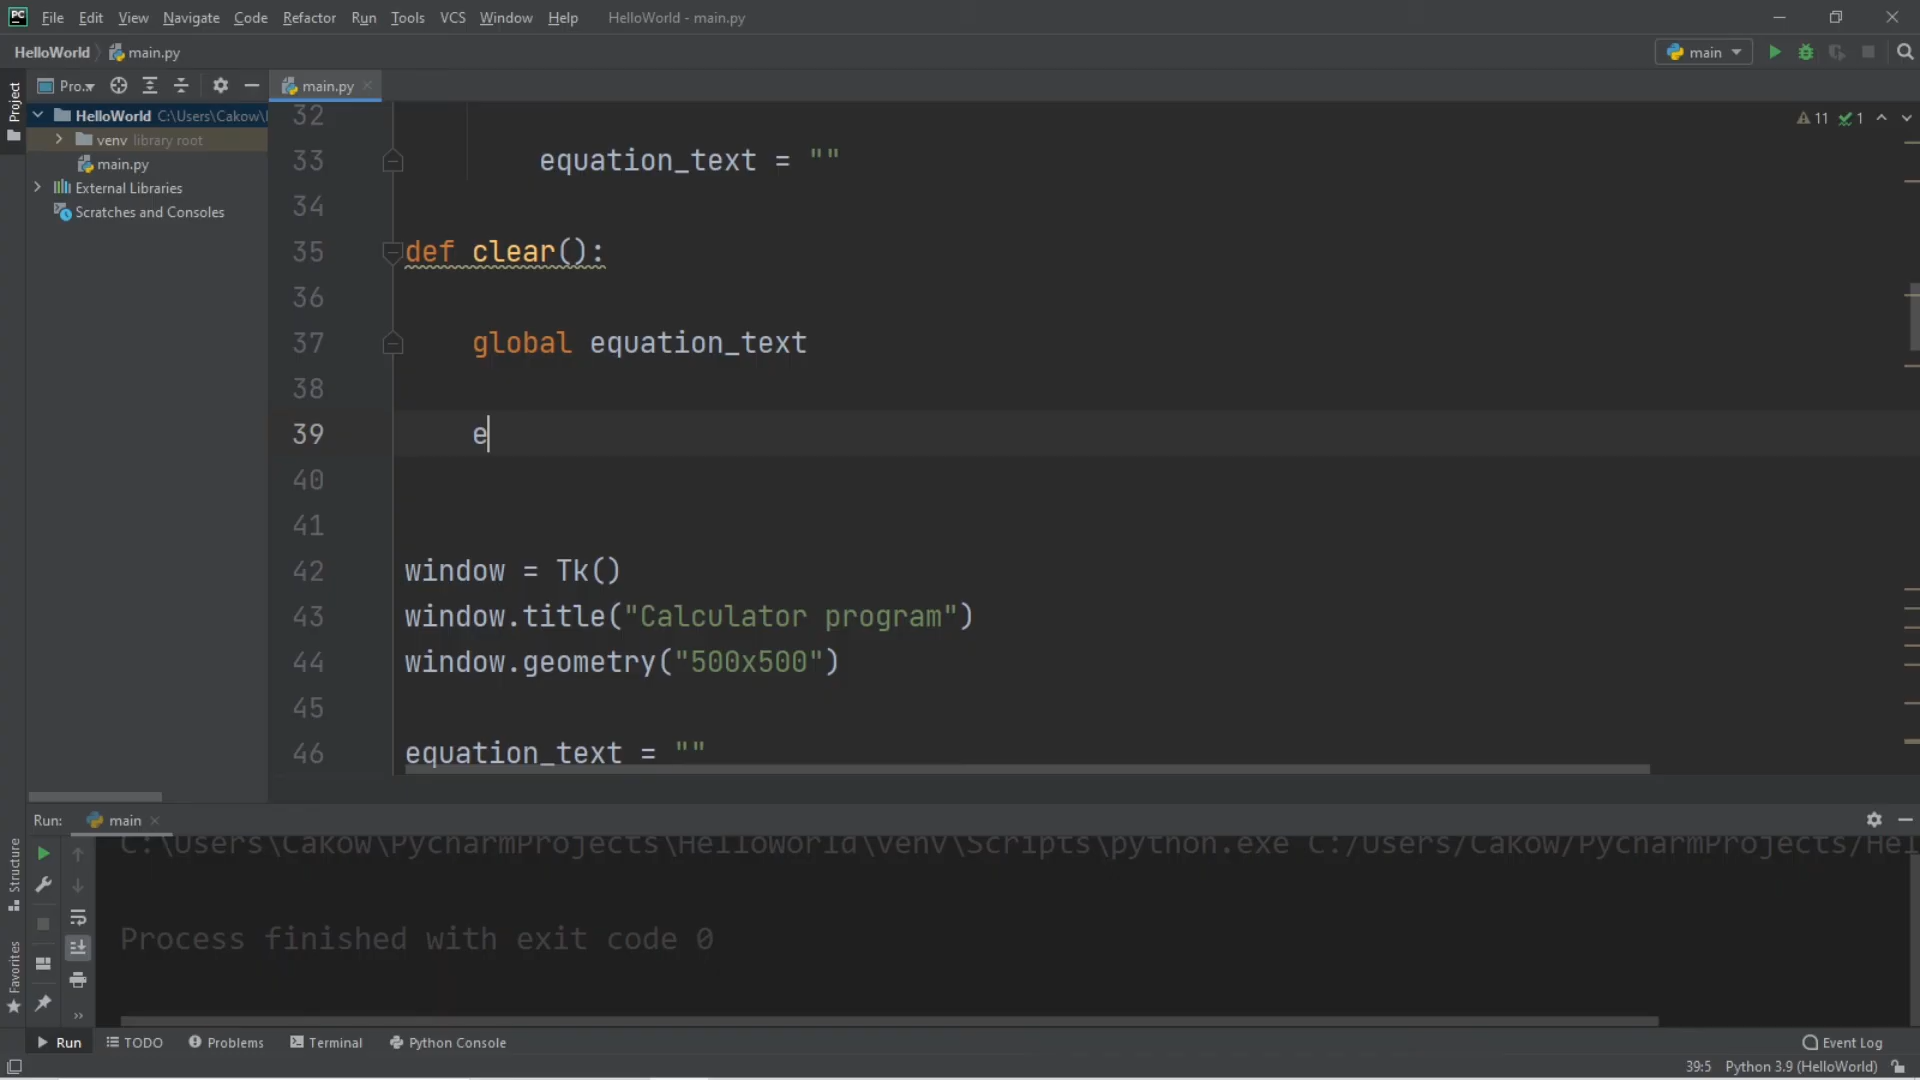 PC File Edit View Navigate Code Refactor Run Tools VCS Window Help HelloWorld - main.py
HelloWorld main.py main
Project
Pro... main.py
HelloWorld C:\Users\Cakow\
venv library root
main.py
External Libraries
Scratches and Consoles
11 1
32
33 equation_text = ""
34
35 def clear():
36
37 global equation_text
38
39 e
40
41
42 window = Tk()
43 window.title("Calculator program")
44 window.geometry("500x500")
45
46 equation_text = ""
Run: main
C:\Users\Cakow\PycharmProjects\HelloWorld\venv\Scripts\python.exe C:/Users/Cakow/PycharmProjects/Hel
Process finished with exit code 0
Structure
Favorites
Run TODO Problems Terminal Python Console Event Log
39:5 Python 3.9 (HelloWorld)